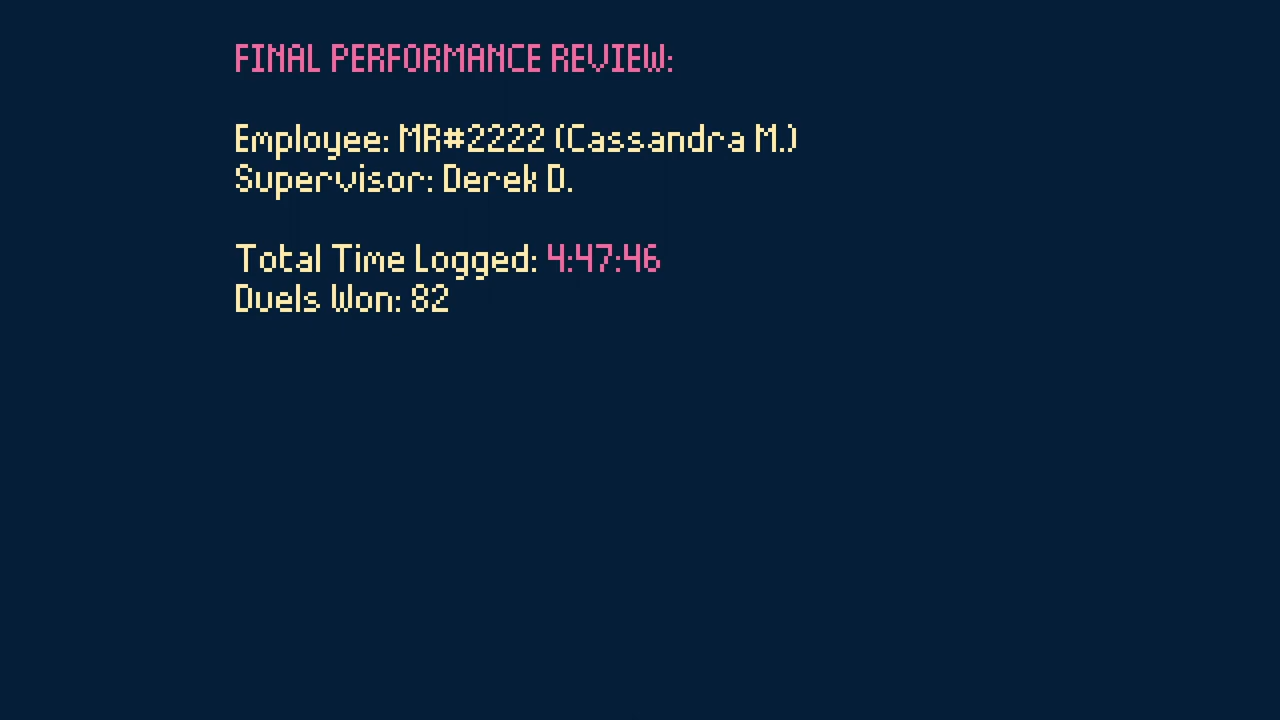 FINAL PERFORMANCE REVIEW:
Employee: MR#2222 (Cassandra M.)
Supervisor: Derek D.
Total Time Logged: 4:47:46
Duels Won: 82